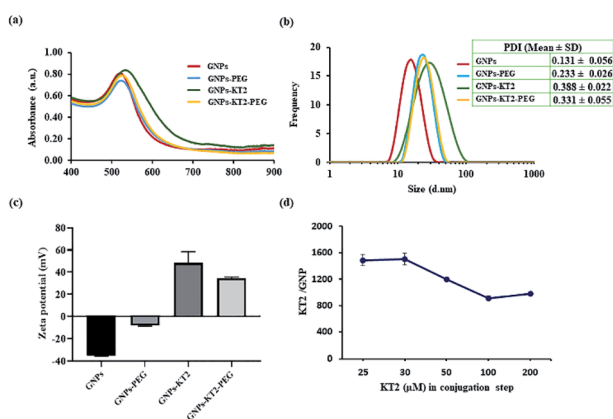 (a)
Absorbance (a.u.)
1.00
0.80
0.60
0.40
0.20
0.00
400
500
600
700
800
900
GNPs
GNPs-PEG
GNPs-KT2
GNPs-KT2-PEG
(b)
Frequency
20
15
10
5
0
1
10
100
1000
Size (d.nm)
GNPs
GNPs-PEG
GNPs-KT2
GNPs-KT2-PEG
PDI (Mean ± SD)
0.131 ± 0.056
0.233 ± 0.026
0.388 ± 0.022
0.331 ± 0.055
(c)
Zeta potential (mV)
80
60
40
20
0
-20
-40
GNPs
GNPs-PEG
GNPs-KT2
GNPs-KT2-PEG
(d)
KT2 /GNP
2000
1600
1200
800
400
0
25
30
50
100
200
KT2 (µM) in conjugation step